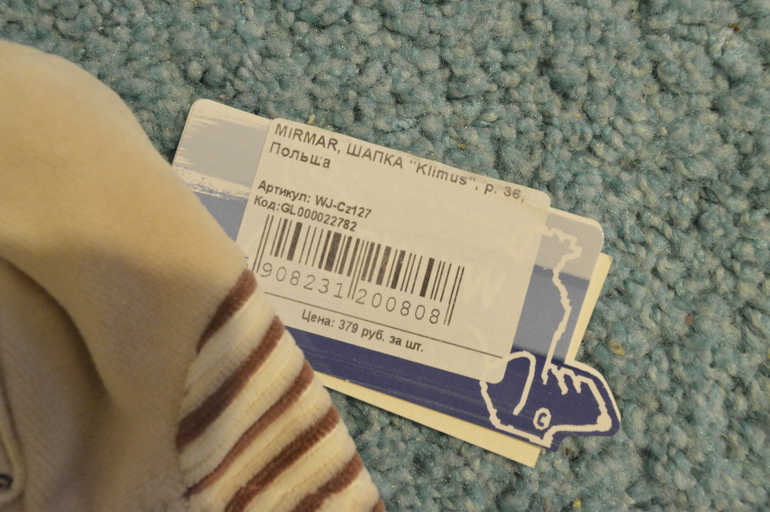 MIRMAR, ШАПКА "Klimus", р. 36,
Польша
Артикул: WJ-Cz127
Код:GL000022782
908231 200808
Цена: 379 руб. за шт.